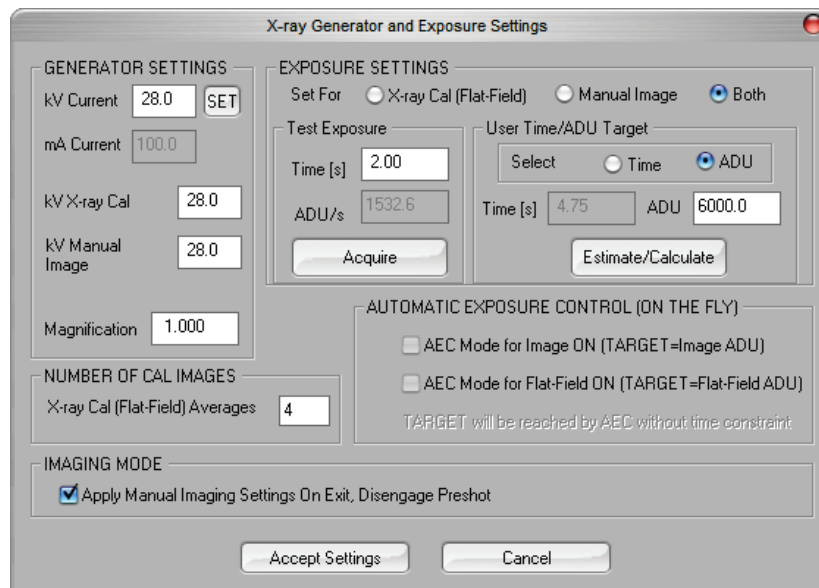 X-ray Generator and Exposure Settings
GENERATOR SETTINGS
kV Current 28.0 SET
mA Current 100.0
kV X-ray Cal 28.0
kV Manual
Image 28.0
Magnification 1.000
EXPOSURE SETTINGS
Set For X-ray Cal (Flat-Field) Manual Image Both
Test Exposure
Time [s] 2.00
ADU/s 1532.6
Acquire
User Time/ADU Target
Select Time ADU
Time [s] 4.75 ADU 6000.0
Estimate/Calculate
AUTOMATIC EXPOSURE CONTROL (ON THE FLY)
AEC Mode for Image ON (TARGET=Image ADU)
AEC Mode for Flat-Field ON (TARGET=Flat-Field ADU)
TARGET will be reached by AEC without time constraint
NUMBER OF CAL IMAGES
X-ray Cal (Flat-Field) Averages 4
IMAGING MODE
Apply Manual Imaging Settings On Exit, Disengage Preshot
Accept Settings Cancel